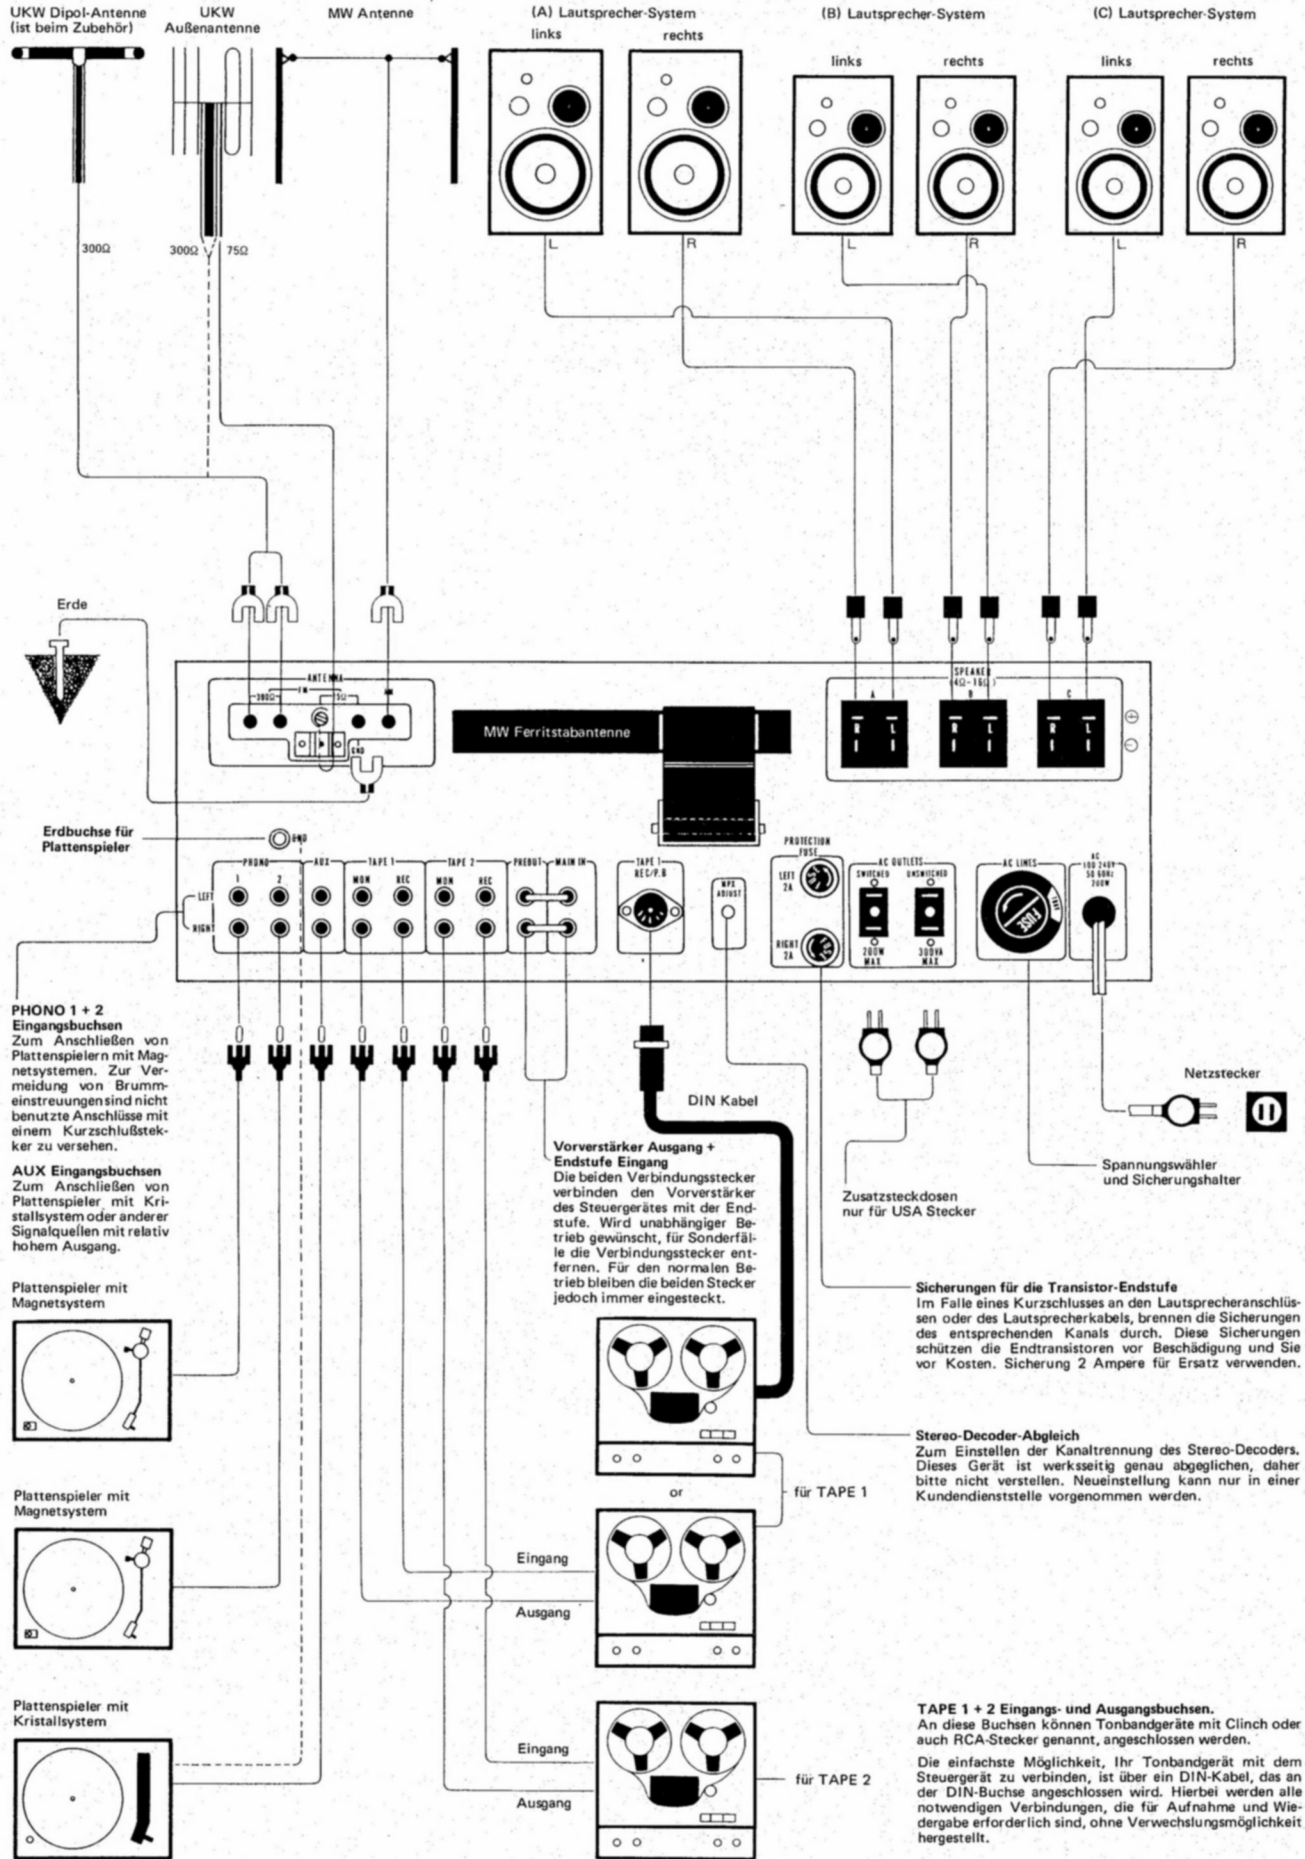 UKW Dipol-Antenne
(ist beim Zubehör)
UKW
Außenantenne
MW Antenne
(A) Lautsprecher-System
links
rechts
(B) Lautsprecher-System
links
rechts
(C) Lautsprecher-System
links
rechts
L
R
L
R
L
R
300Ω
300Ω
75Ω
Erde
ANTENNA
FM
300Ω
75Ω
AM
GND
MW Ferritstabantenne
SPEAKER
(4Ω-16Ω)
A
B
C
R
L
R
L
R
L
Erdbuchse für
Plattenspieler
GND
PHONO
1
2
AUX
TAPE 1
MON
REC
TAPE 2
MON
REC
PREOUT
MAIN IN
LEFT
RIGHT
TAPE 1
REC/P.B
MPX
ADJUST
PROTECTION
FUSE
LEFT
2A
RIGHT
2A
AC OUTLETS
SWITCHED
UNSWITCHED
200W
MAX
300VA
MAX
AC LINES
FUSE
AC
100 240V
50 60Hz
200W
PHONO 1 + 2
Eingangsbuchsen
Zum Anschließen von
Plattenspielern mit Mag-
netsystemen. Zur Ver-
meidung von Brumm-
einstreuungen sind nicht
benutzte Anschlüsse mit
einem Kurzschlußstek-
ker zu versehen.
AUX Eingangsbuchsen
Zum Anschließen von
Plattenspieler mit Kri-
stallsystem oder anderer
Signalquellen mit relativ
hohem Ausgang.
DIN Kabel
Netzstecker
Vorverstärker Ausgang +
Endstufe Eingang
Die beiden Verbindungsstecker
verbinden den Vorverstärker
des Steuergerätes mit der End-
stufe. Wird unabhängiger Be-
trieb gewünscht, für Sonderfäl-
le die Verbindungsstecker ent-
fernen. Für den normalen Be-
trieb bleiben die beiden Stecker
jedoch immer eingesteckt.
Zusatzsteckdosen
nur für USA Stecker
Spannungswähler
und Sicherungshalter
Sicherungen für die Transistor-Endstufe
Im Falle eines Kurzschlusses an den Lautsprecheranschlüs-
sen oder des Lautsprecherkabels, brennen die Sicherungen
des entsprechenden Kanals durch. Diese Sicherungen
schützen die Endtransistoren vor Beschädigung und Sie
vor Kosten. Sicherung 2 Ampere für Ersatz verwenden.
Plattenspieler mit
Magnetsystem
Stereo-Decoder-Abgleich
Zum Einstellen der Kanaltrennung des Stereo-Decoders.
Dieses Gerät ist werksseitig genau abgeglichen, daher
bitte nicht verstellen. Neueinstellung kann nur in einer
Kundendienststelle vorgenommen werden.
or
für TAPE 1
Plattenspieler mit
Magnetsystem
Eingang
Ausgang
Plattenspieler mit
Kristallsystem
Eingang
Ausgang
für TAPE 2
TAPE 1 + 2 Eingangs- und Ausgangsbuchsen.
An diese Buchsen können Tonbandgeräte mit Clinch oder
auch RCA-Stecker genannt, angeschlossen werden.
Die einfachste Möglichkeit, Ihr Tonbandgerät mit dem
Steuergerät zu verbinden, ist über ein DIN-Kabel, das an
der DIN-Buchse angeschlossen wird. Hierbei werden alle
notwendigen Verbindungen, die für Aufnahme und Wie-
dergabe erforderlich sind, ohne Verwechslungsmöglichkeit
hergestellt.